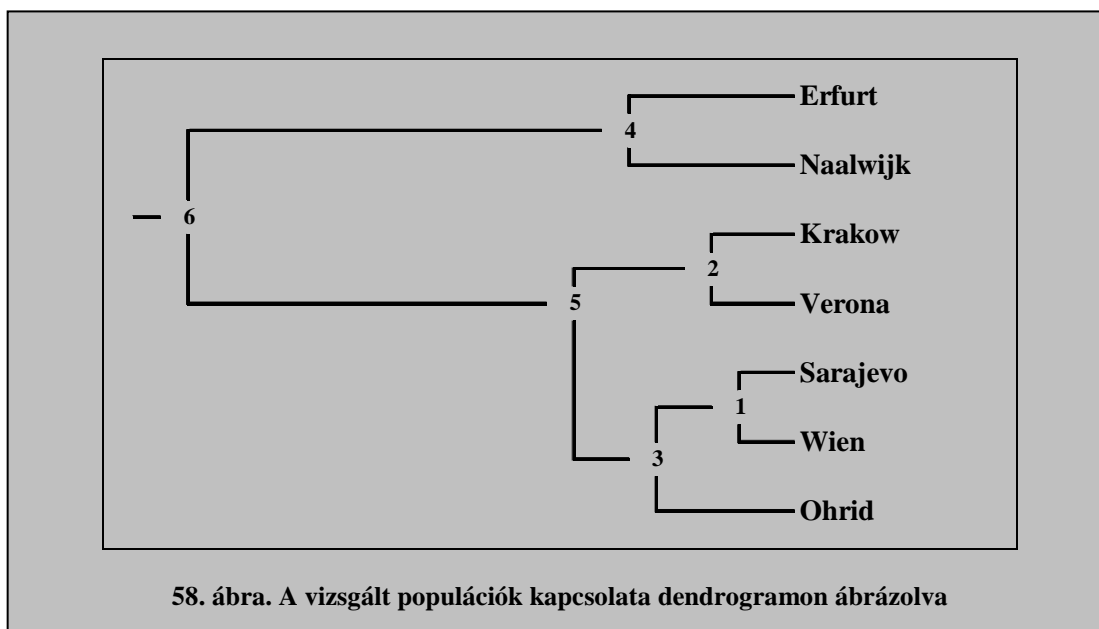 Erfurt
4
Naalwijk
6
Krakow
2
5
Verona
Sarajevo
1
Wien
3
Ohrid
58. ábra. A vizsgált populációk kapcsolata dendrogramon ábrázolva